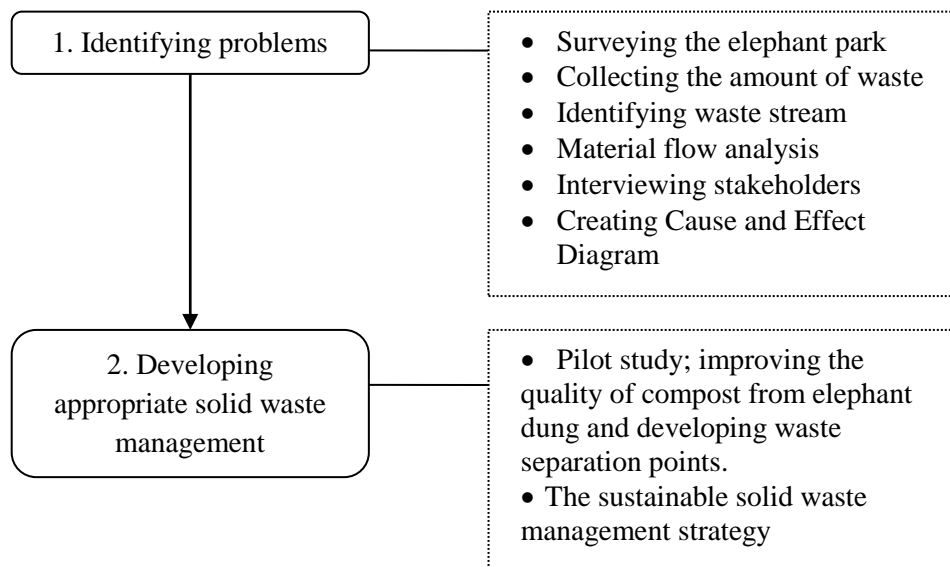 1. Identifying problems
• Surveying the elephant park
• Collecting the amount of waste
• Identifying waste stream
• Material flow analysis
• Interviewing stakeholders
• Creating Cause and Effect
Diagram
2. Developing
appropriate solid waste
management
• Pilot study; improving the
quality of compost from elephant
dung and developing waste
separation points.
• The sustainable solid waste
management strategy